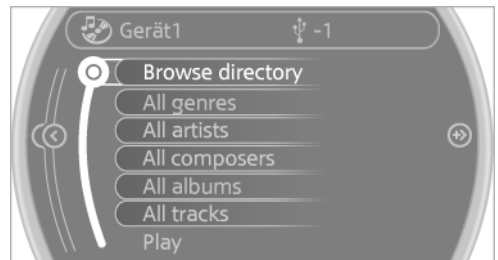 Gerät1 -1
Browse directory
All genres
All artists
All composers
All albums
All tracks
Play